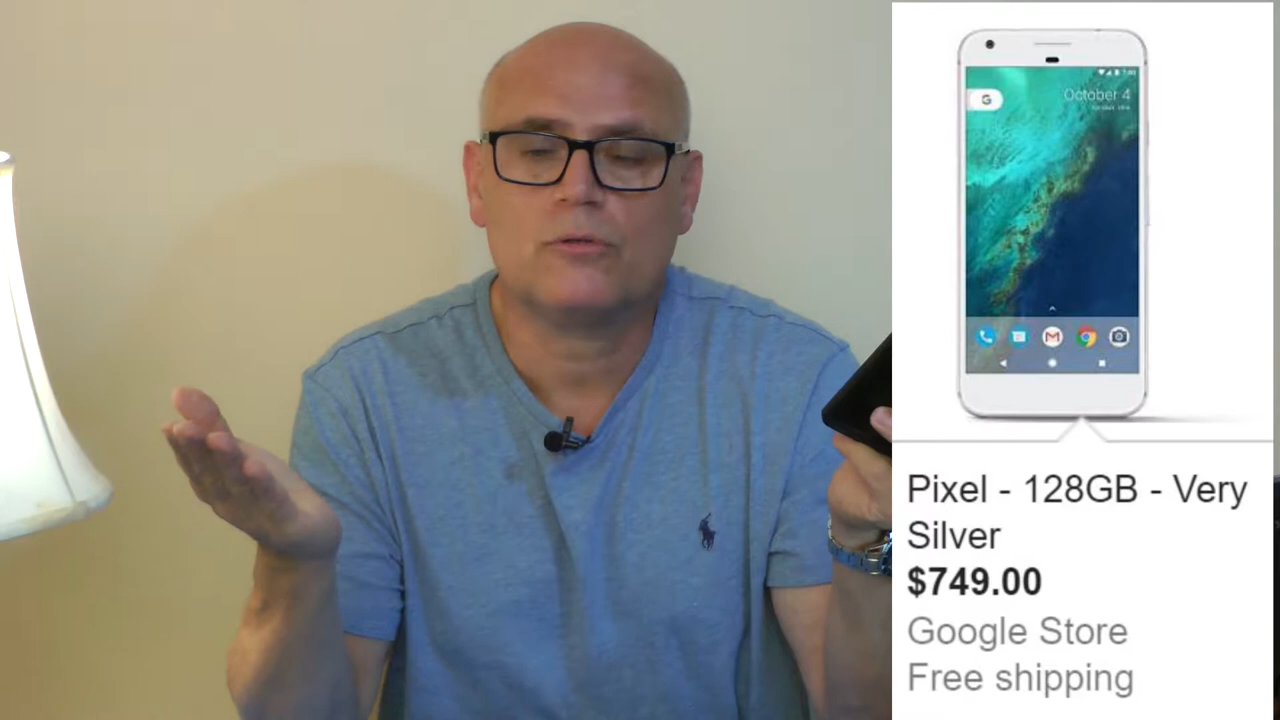 October 4
G
Pixel - 128GB - Very
Silver
$749.00
Google Store
Free shipping